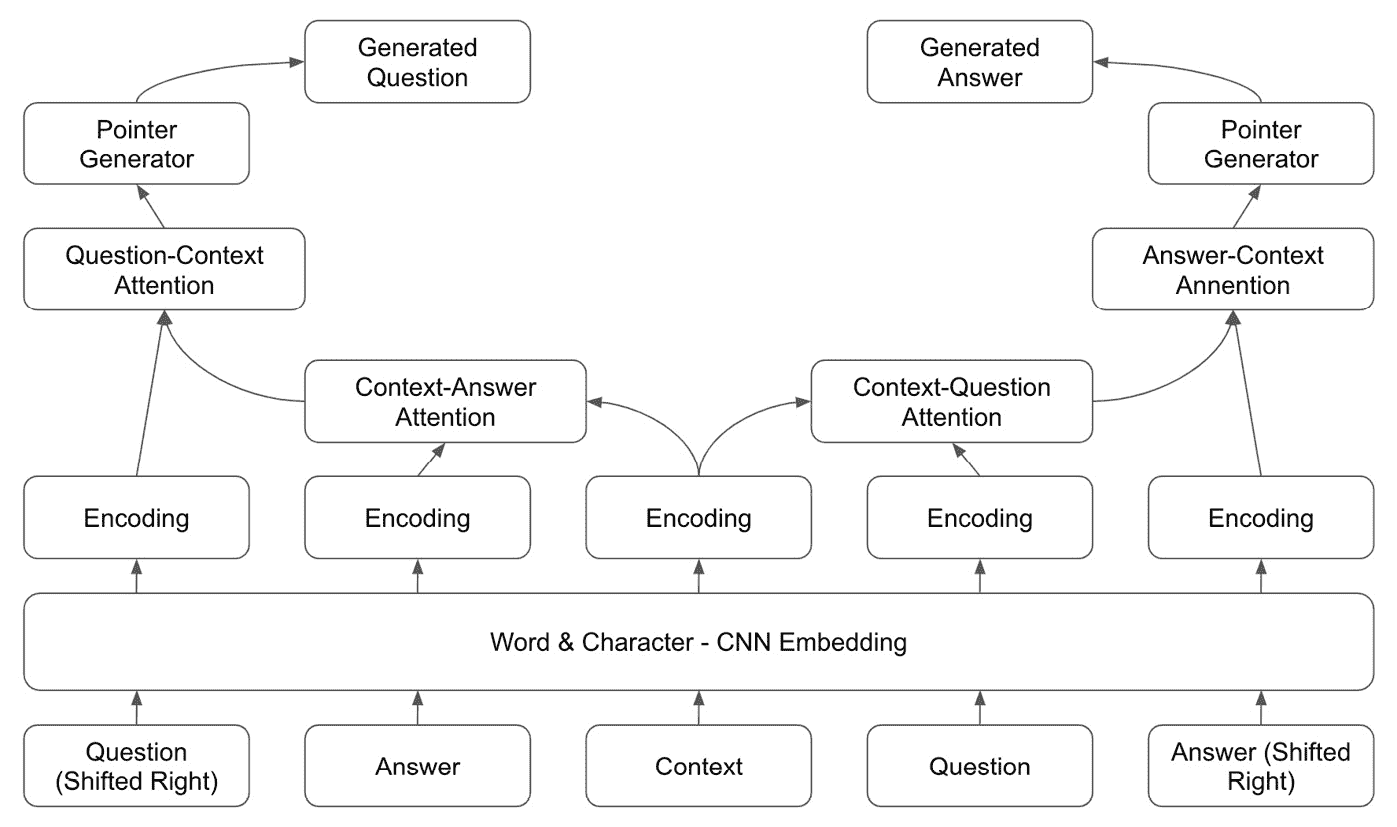 Generated
Question
Generated
Answer
Pointer
Generator
Pointer
Generator
Question-Context
Attention
Answer-Context
Annention
Context-Answer
Attention
Context-Question
Attention
Encoding
Encoding
Encoding
Encoding
Encoding
Word & Character - CNN Embedding
Question
(Shifted Right)
Answer
Context
Question
Answer (Shifted
Right)